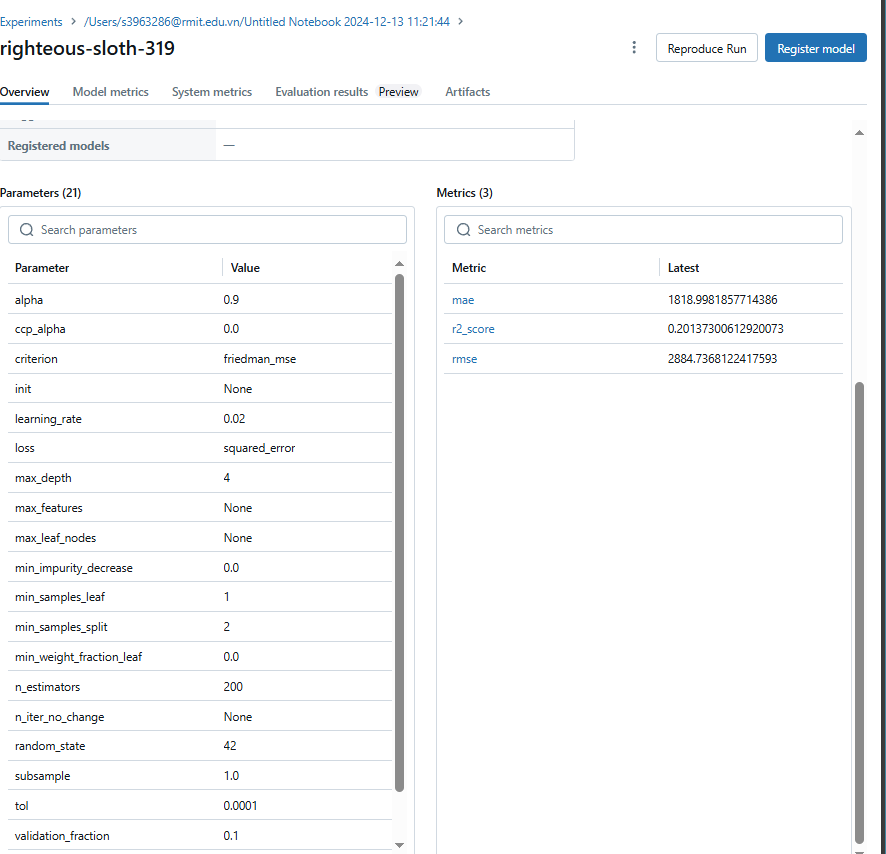 Experiments > /Users/s3963286@rmit.edu.vn/Untitled Notebook 2024-12-13 11:21:44 >
righteous-sloth-319
Reproduce Run
Register model
Overview
Model metrics
System metrics
Evaluation results Preview
Artifacts
Registered models —
Parameters (21)
Search parameters
Parameter Value
alpha 0.9
ccp_alpha 0.0
criterion friedman_mse
init None
learning_rate 0.02
loss squared_error
max_depth 4
max_features None
max_leaf_nodes None
min_impurity_decrease 0.0
min_samples_leaf 1
min_samples_split 2
min_weight_fraction_leaf 0.0
n_estimators 200
n_iter_no_change None
random_state 42
subsample 1.0
tol 0.0001
validation_fraction 0.1
Metrics (3)
Search metrics
Metric Latest
mae 1818.9981857714386
r2_score 0.20137300612920073
rmse 2884.7368122417593